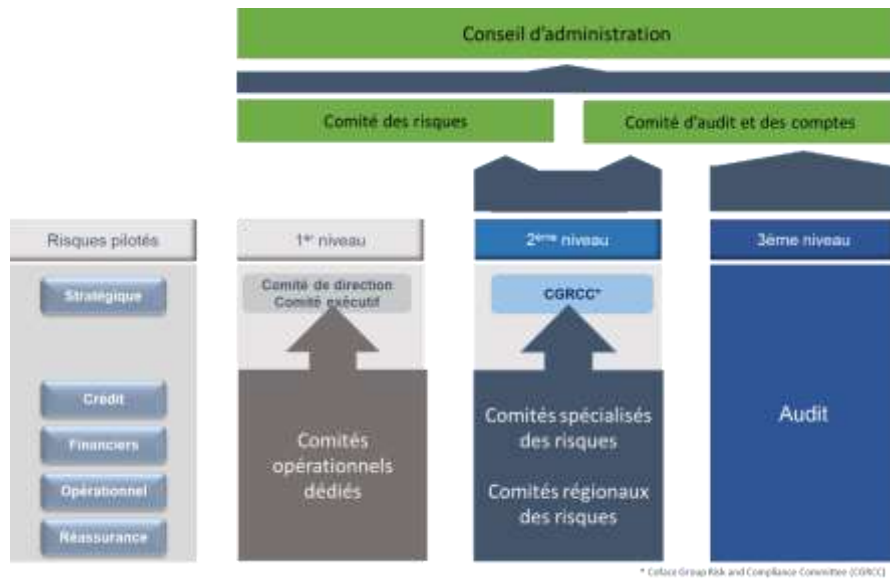 Conseil d'administration
Comité des risques
Comité d'audit et des comptes
Risques pilotés
1er niveau
2ème niveau
3éme niveau
Stratégique
Comité de direction
Comité exécutif
CGRCC*
Crédit
Financiers
Opérationnel
Réassurance
Comités
opérationnels
dédiés
Comités spécialisés
des risques
Comités régionaux
des risques
Audit
* Coface Group Risk and Compliance Committee (CGRCC)